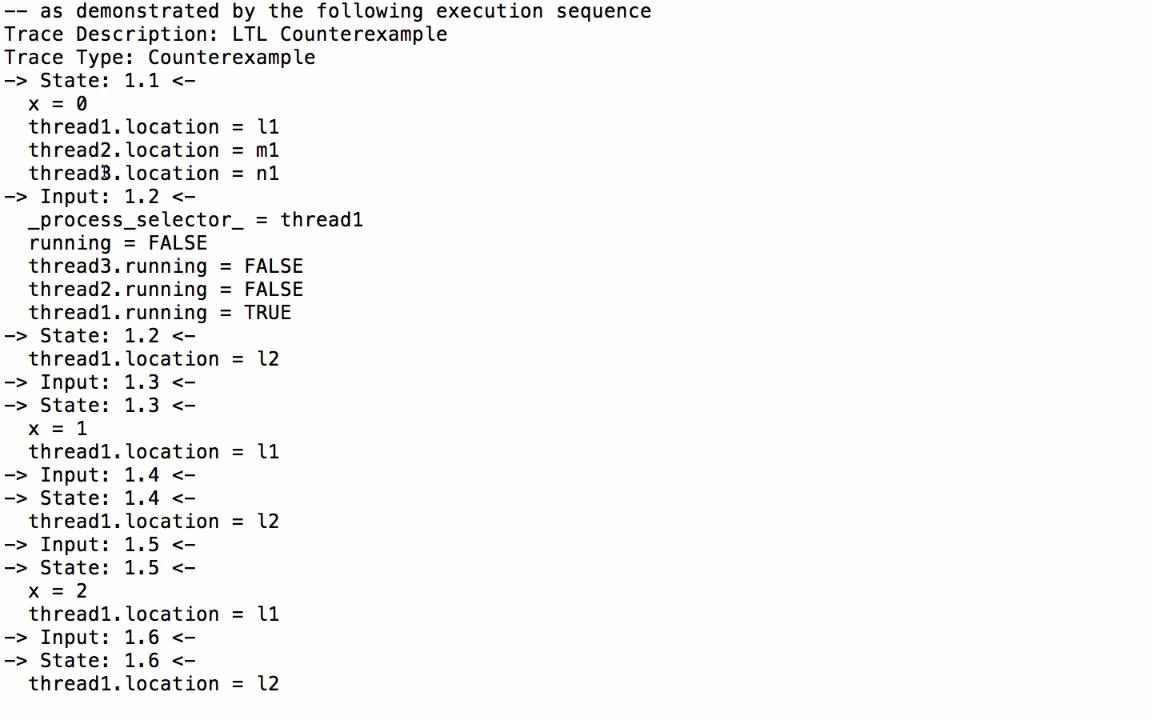 -- as demonstrated by the following execution sequence
Trace Description: LTL Counterexample
Trace Type: Counterexample
-> State: 1.1 <-
  x = 0
  thread1.location = l1
  thread2.location = m1
  thread3.location = n1
-> Input: 1.2 <-
  _process_selector_ = thread1
  running = FALSE
  thread3.running = FALSE
  thread2.running = FALSE
  thread1.running = TRUE
-> State: 1.2 <-
  thread1.location = l2
-> Input: 1.3 <-
-> State: 1.3 <-
  x = 1
  thread1.location = l1
-> Input: 1.4 <-
-> State: 1.4 <-
  thread1.location = l2
-> Input: 1.5 <-
-> State: 1.5 <-
  x = 2
  thread1.location = l1
-> Input: 1.6 <-
-> State: 1.6 <-
  thread1.location = l2